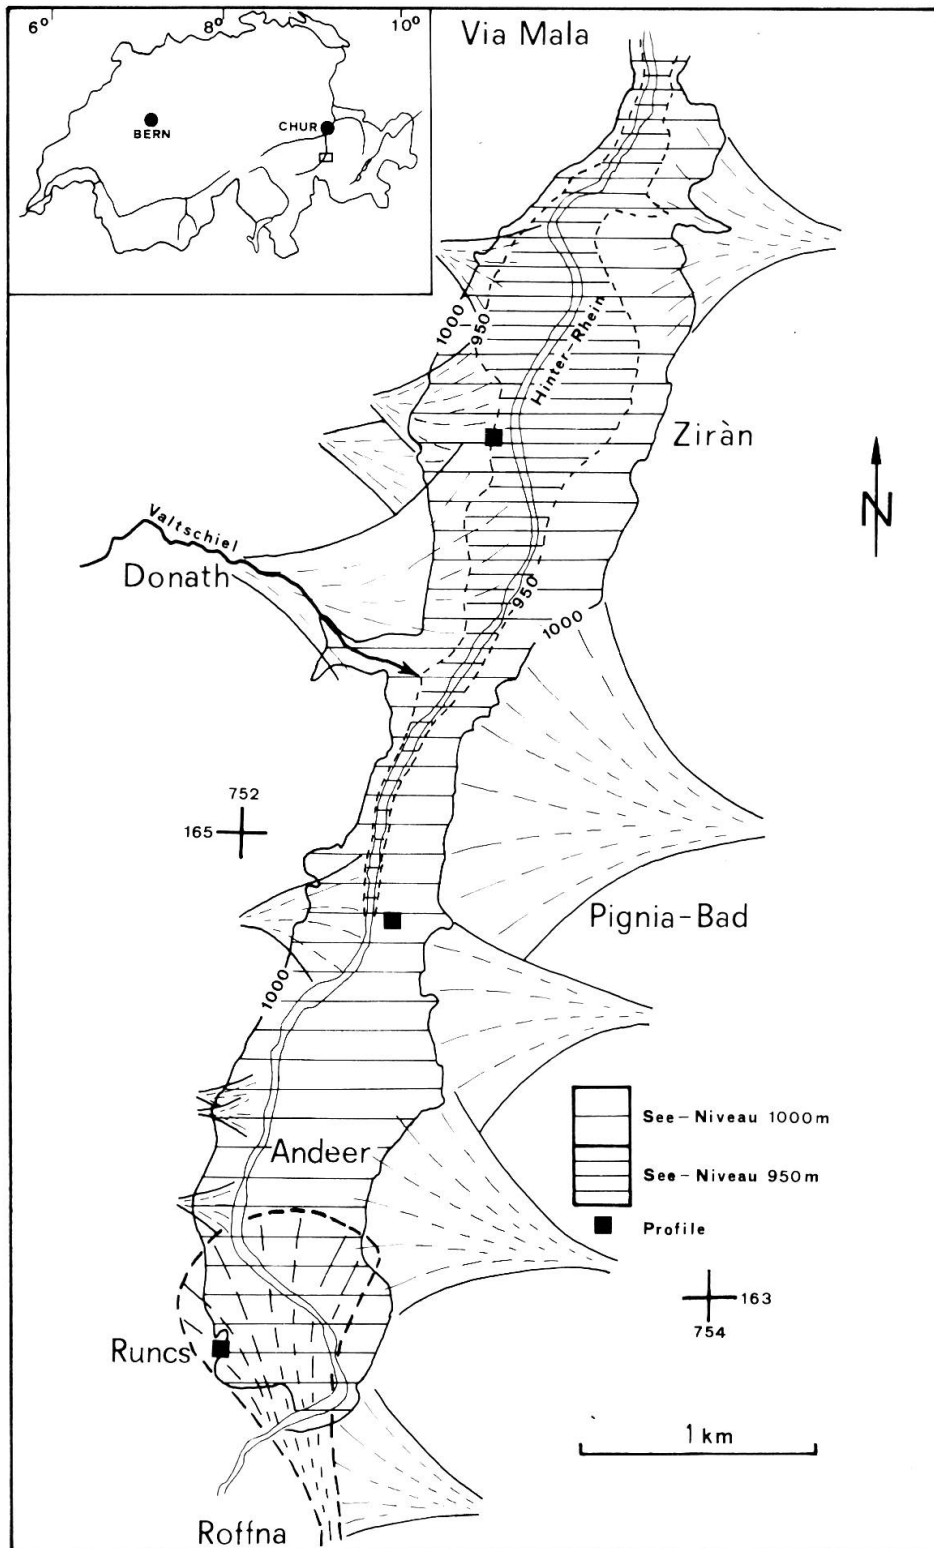 6°
8°
10°
Via Mala
BERN
CHUR
1000
950
Hinter-Rhein
Ziràn
N
Valtschiel
Donath
950
1000
752
165
Pignia-Bad
1000
See-Niveau 1000m
Andeer
See-Niveau 950m
Profile
163
754
Runcs
1 km
Roffna